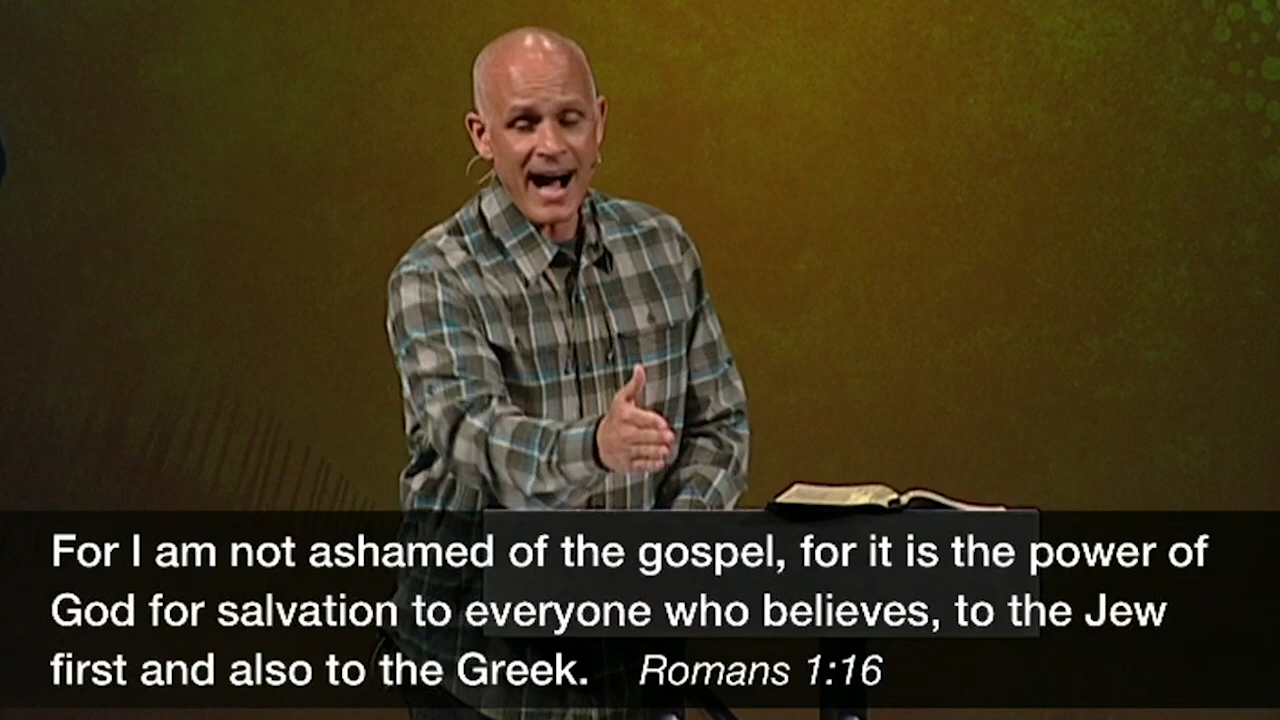 For I am not ashamed of the gospel, for it is the power of
God for salvation to everyone who believes, to the Jew
first and also to the Greek. Romans 1:16